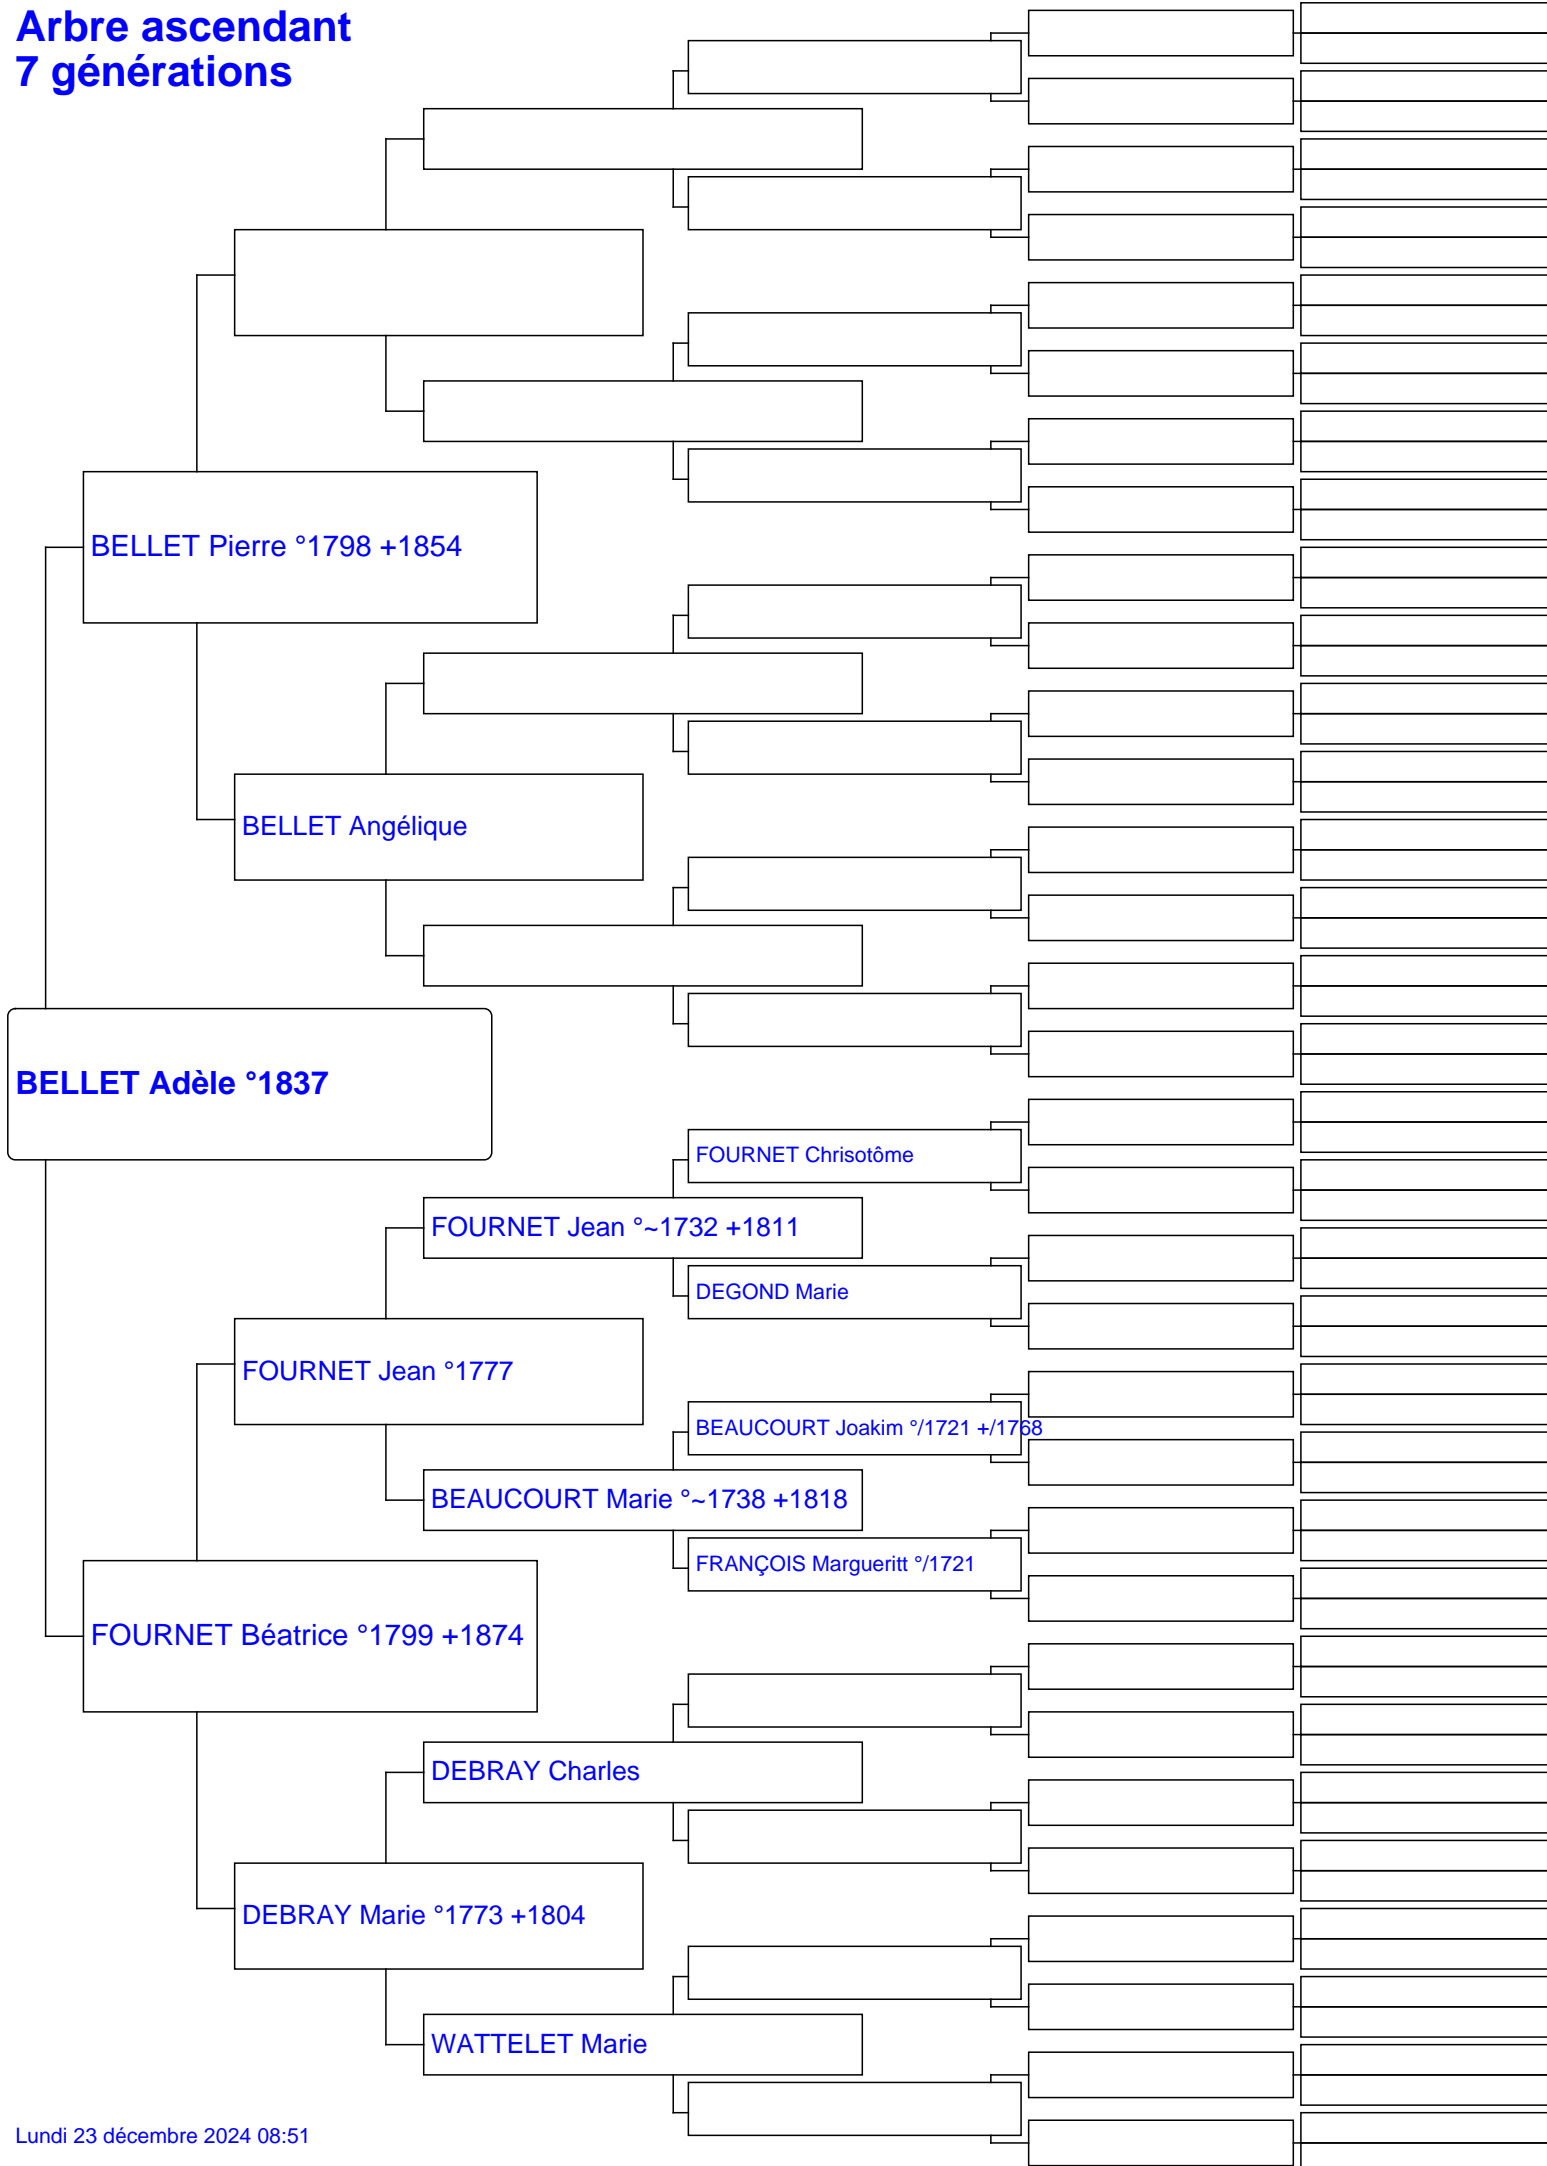 Arbre ascendant
7 générations
BELLET Pierre °1798 +1854
BELLET Angélique
BELLET Adèle °1837
FOURNET Chrisotôme
FOURNET Jean °~1732 +1811
DEGOND Marie
FOURNET Jean °1777
BEAUCOURT Joakim °/1721 +/1768
BEAUCOURT Marie °~1738 +1818
FRANÇOIS Margueritt °/1721
FOURNET Béatrice °1799 +1874
DEBRAY Charles
DEBRAY Marie °1773 +1804
WATTELET Marie
Lundi 23 décembre 2024 08:51